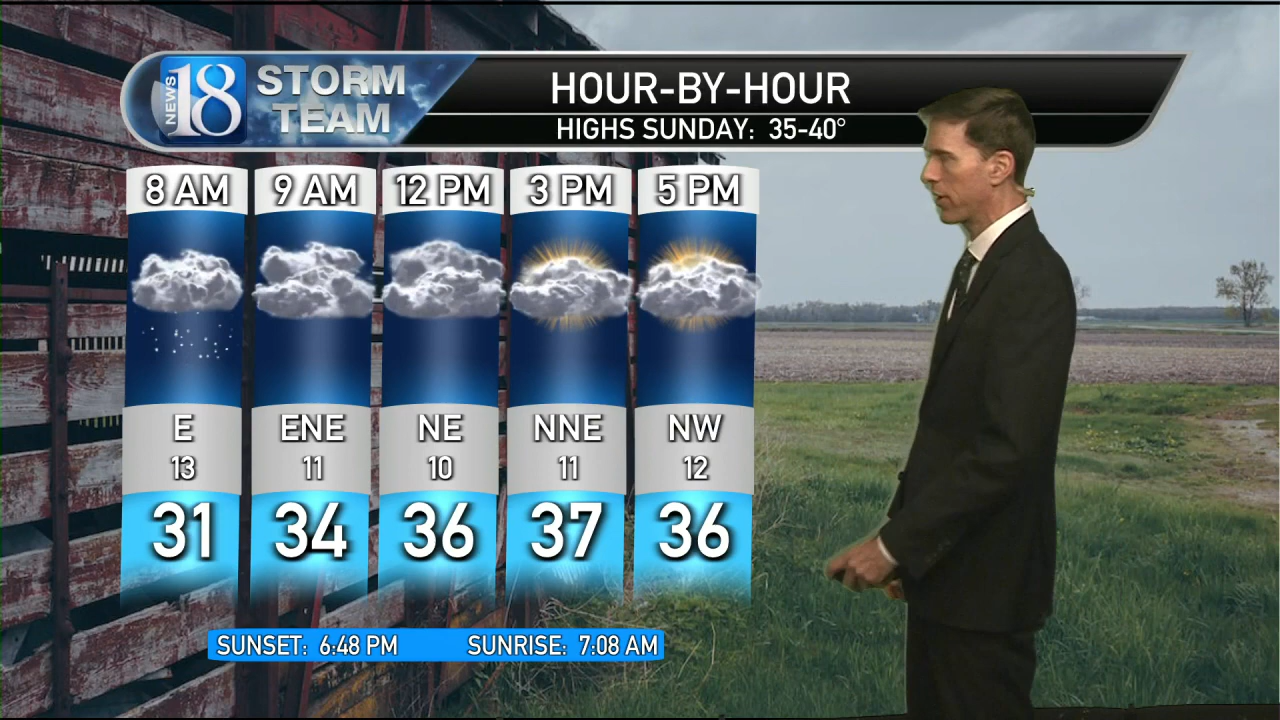 NEWS 18
STORM TEAM
HOUR-BY-HOUR
HIGHS SUNDAY: 35-40°
8 AM 9 AM 12 PM 3 PM 5 PM
E ENE NE NNE NW
13 11 10 11 12
31 34 36 37 36
SUNSET: 6:48 PM SUNRISE: 7:08 AM